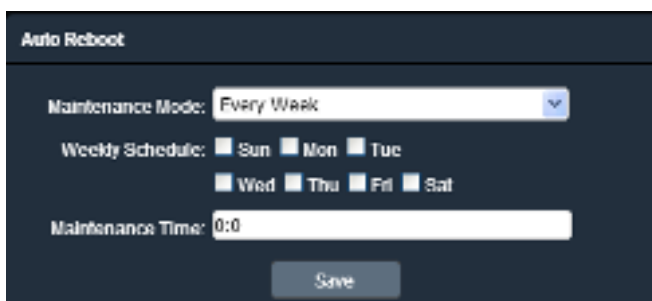 Auto Reboot
Maintenance Mode: Every Week
Weekly Schedule: Sun Mon Tue
Wed Thu Fri Sat
Maintenance Time: 0:0
Save